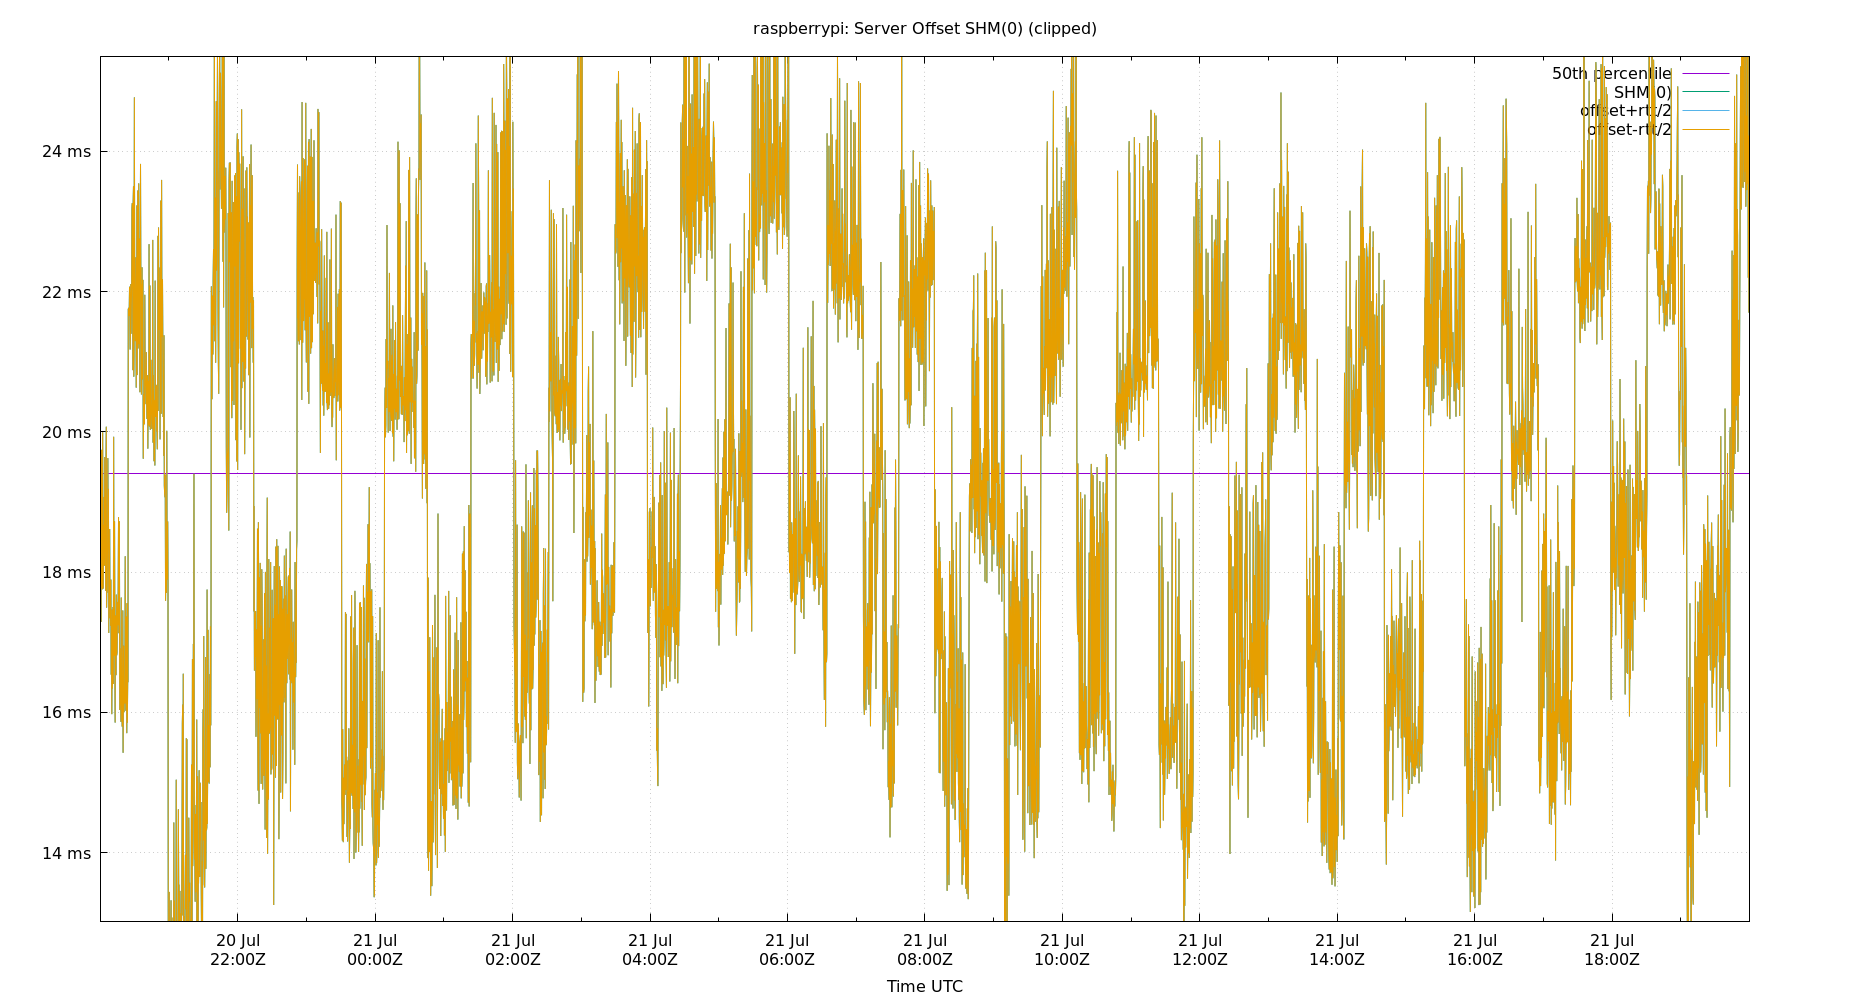 raspberrypi: Server Offset SHM(0) (clipped)
50th percentile
SHM(0)
offset+rtt/2
offset-rtt/2
24 ms
22 ms
20 ms
18 ms
16 ms
14 ms
20 Jul 21 Jul 21 Jul 21 Jul 21 Jul 21 Jul 21 Jul 21 Jul 21 Jul 21 Jul 21 Jul
22:00Z 00:00Z 02:00Z 04:00Z 06:00Z 08:00Z 10:00Z 12:00Z 14:00Z 16:00Z 18:00Z
Time UTC